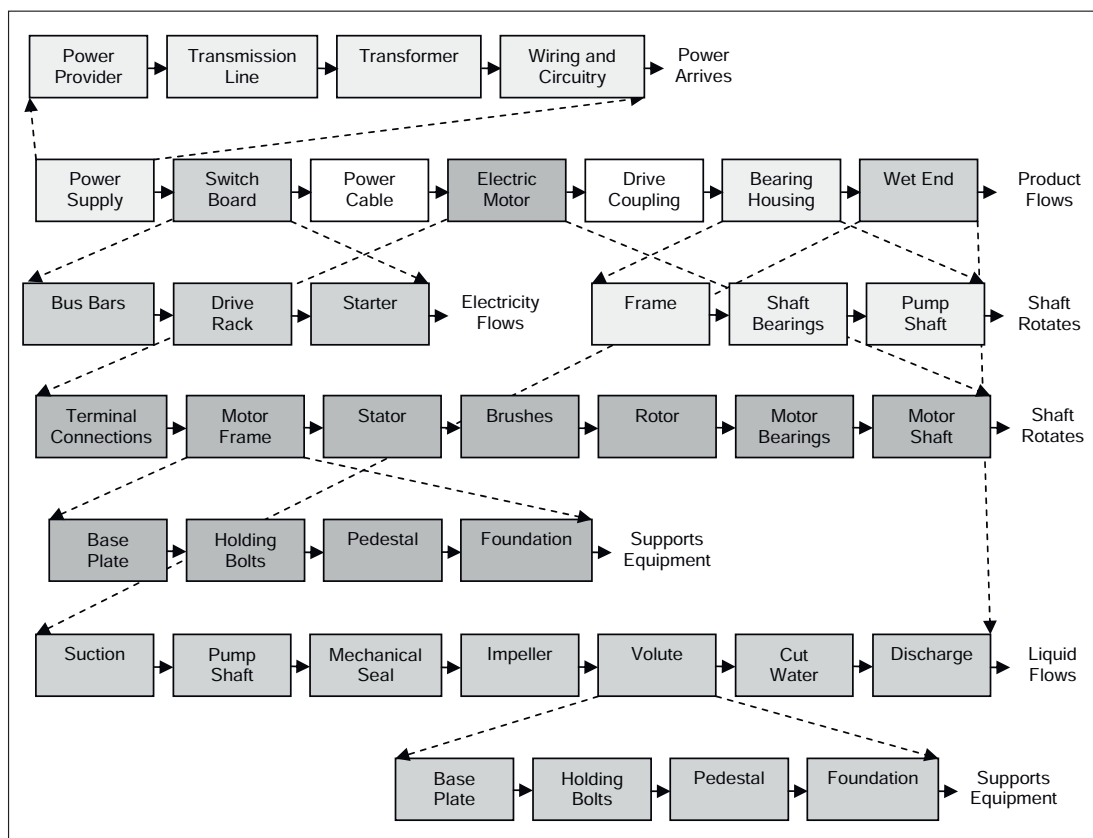 Power
Provider
Transmission
Line
Transformer
Wiring and
Circuitry
Power
Arrives
Power
Supply
Switch
Board
Power
Cable
Electric
Motor
Drive
Coupling
Bearing
Housing
Wet End
Product
Flows
Bus Bars
Drive
Rack
Starter
Electricity
Flows
Frame
Shaft
Bearings
Pump
Shaft
Shaft
Rotates
Terminal
Connections
Motor
Frame
Stator
Brushes
Rotor
Motor
Bearings
Motor
Shaft
Shaft
Rotates
Base
Plate
Holding
Bolts
Pedestal
Foundation
Supports
Equipment
Suction
Pump
Shaft
Mechanical
Seal
Impeller
Volute
Cut
Water
Discharge
Liquid
Flows
Base
Plate
Holding
Bolts
Pedestal
Foundation
Supports
Equipment